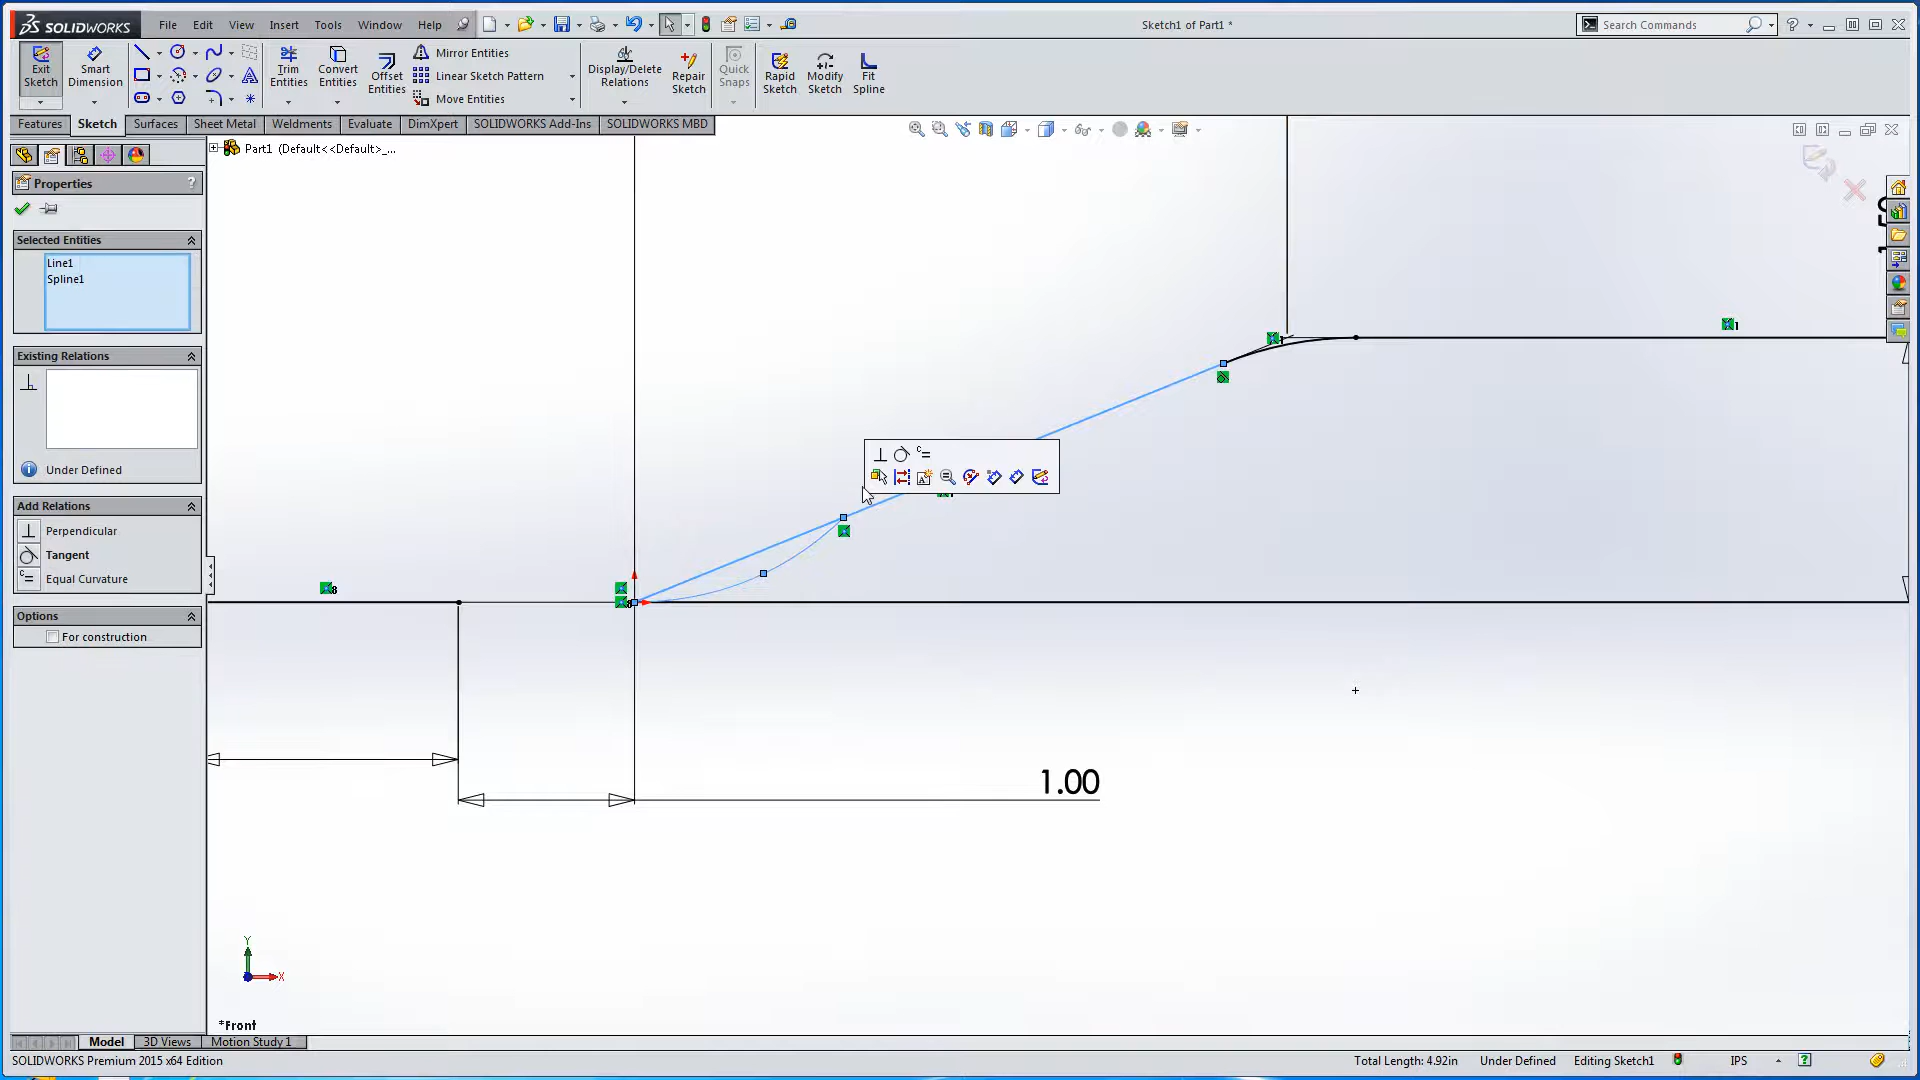 SOLIDWORKS File Edit View Insert Tools Window Help Sketch1 of Part1 * Search Commands
Exit Sketch
Smart Dimension
Trim Entities
Convert Entities
Offset Entities
Mirror Entities
Linear Sketch Pattern
Move Entities
Display/Delete Relations
Repair Sketch
Quick Snaps
Rapid Sketch
Modify Sketch
Fit Spline
Features Sketch Surfaces Sheet Metal Weldments Evaluate DimXpert SOLIDWORKS Add-Ins SOLIDWORKS MBD
Part1 (Default<<Default>_...
Properties ?
Selected Entities
Line1
Spline1
Existing Relations
Under Defined
Add Relations
Perpendicular
Tangent
Equal Curvature
Options
For construction
1
1
8
1.00
Y
X
*Front
Model 3D Views Motion Study 1
SOLIDWORKS Premium 2015 x64 Edition Total Length: 4.92in Under Defined Editing Sketch1 IPS